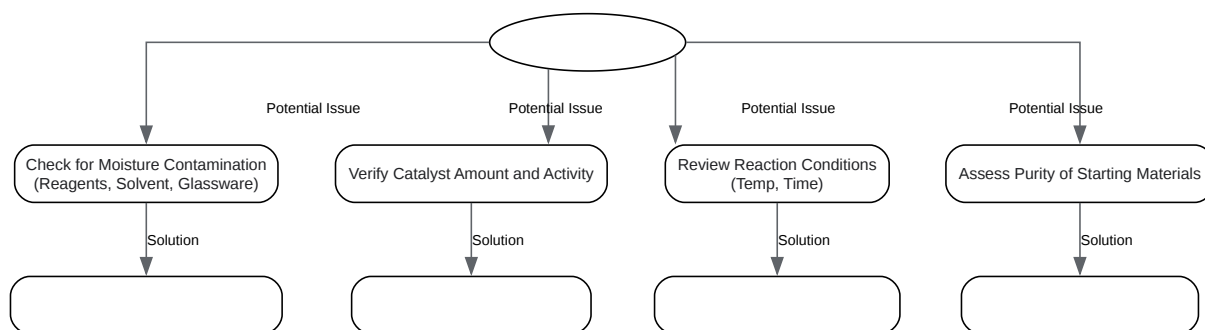 Potential Issue
Potential Issue
Potential Issue
Potential Issue
Check for Moisture Contamination
(Reagents, Solvent, Glassware)
Verify Catalyst Amount and Activity
Review Reaction Conditions
(Temp, Time)
Assess Purity of Starting Materials
Solution
Solution
Solution
Solution